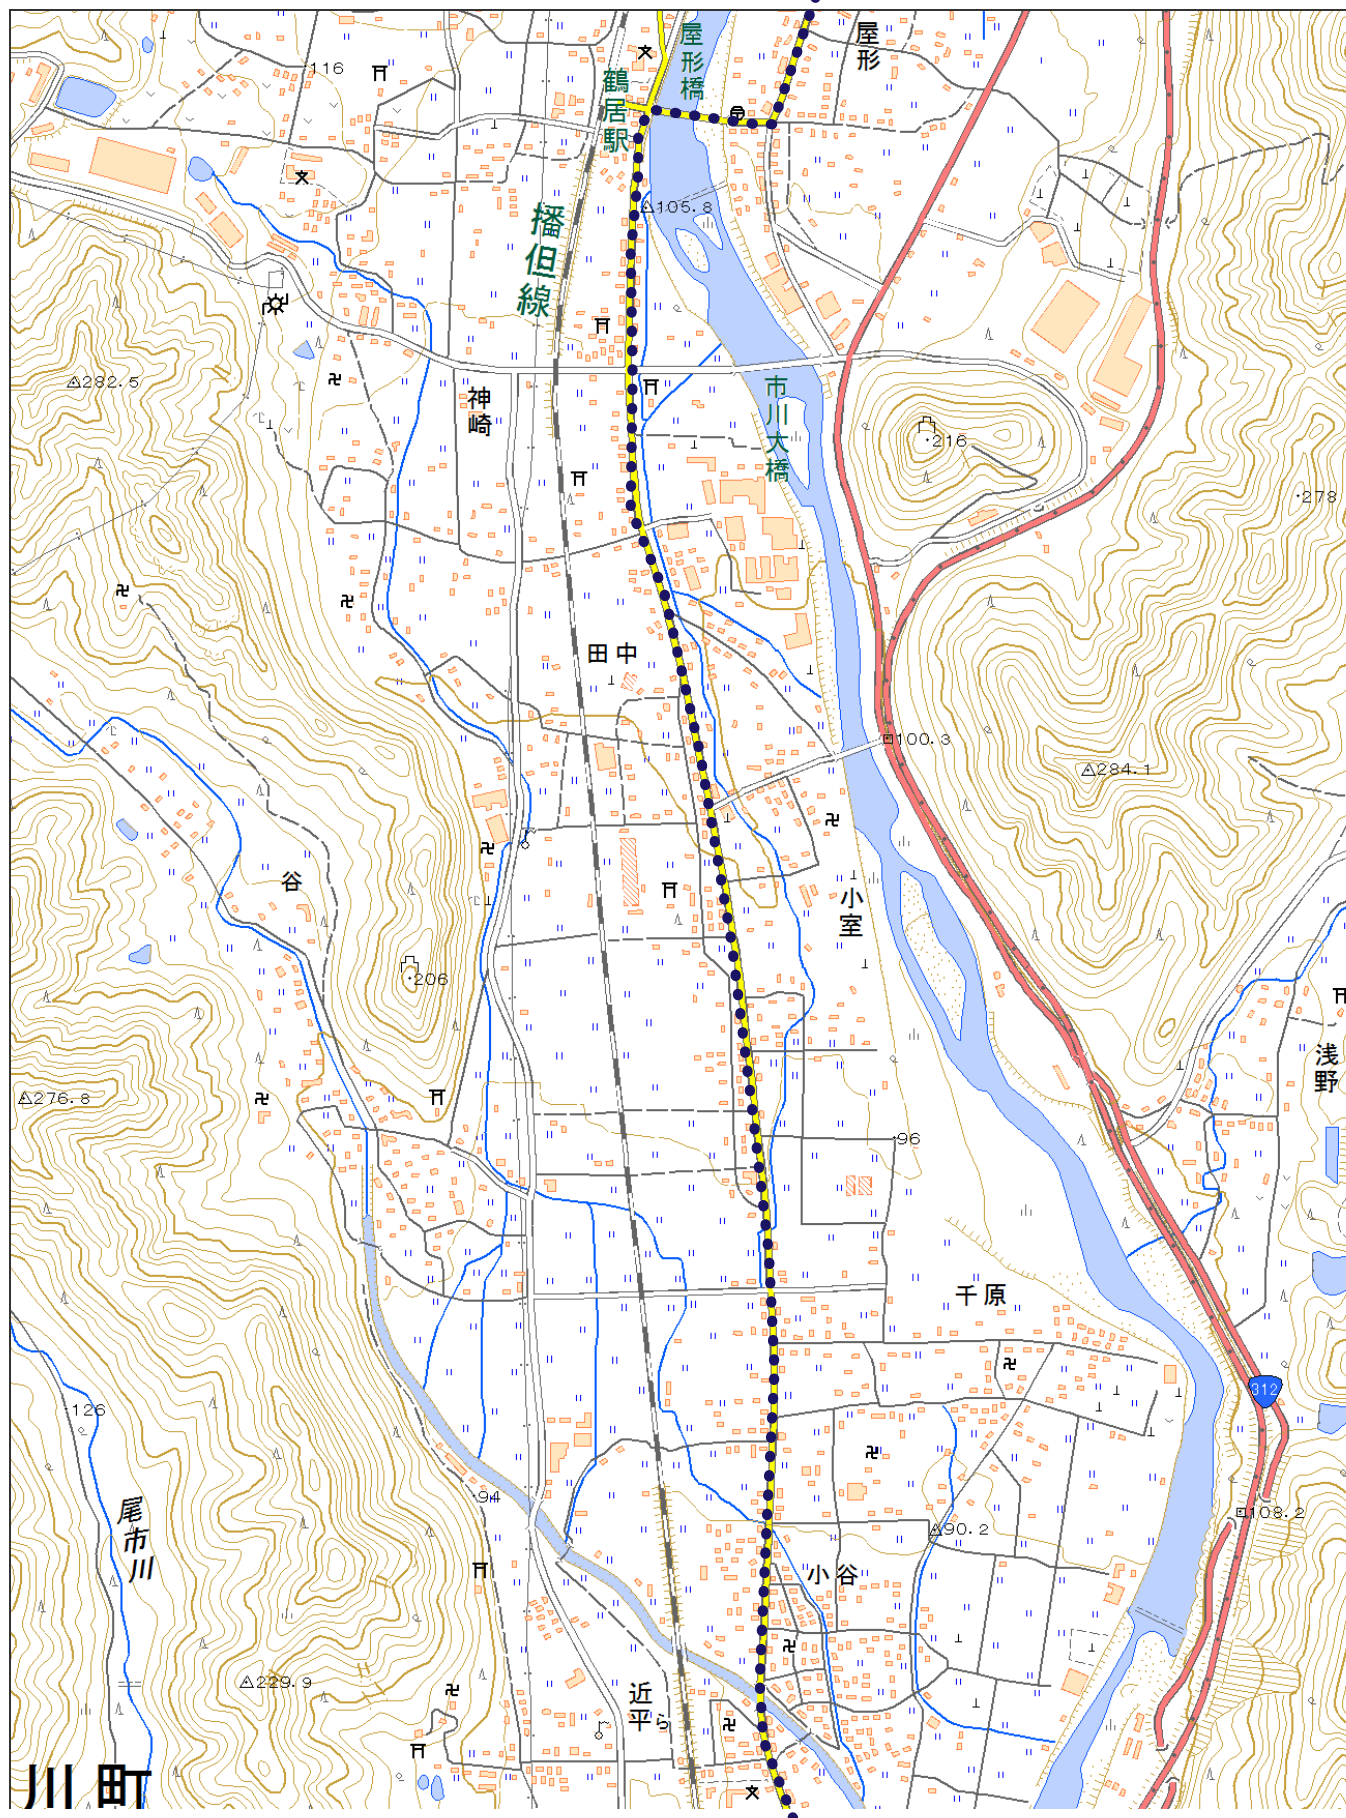 屋形橋
屋形
116
鶴居駅
105.8
播但線
282.5
神崎
市川大橋
216
278
田中
100.3
284.1
谷
小室
206
浅野
276.8
96
千原
312
126
94
尾市川
108.2
90.2
小谷
229.9
近平
ら
川町